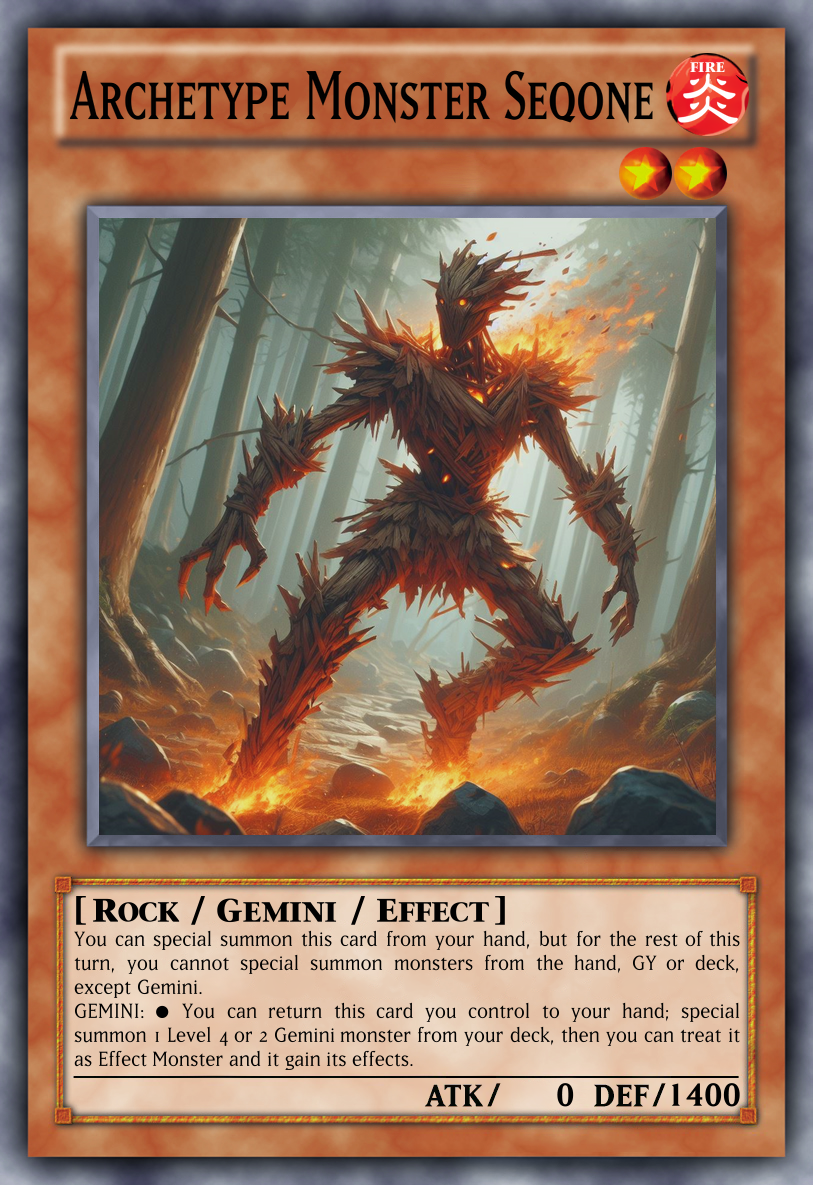 Archetype Monster Seqone
FIRE
炎
[ Rock / Gemini / Effect ]
You can special summon this card from your hand, but for the rest of this
turn, you cannot special summon monsters from the hand, GY or deck,
except Gemini.
GEMINI: ● You can return this card you control to your hand; special
summon 1 Level 4 or 2 Gemini monster from your deck, then you can treat it
as Effect Monster and it gain its effects.
ATK/ 0 DEF/1400